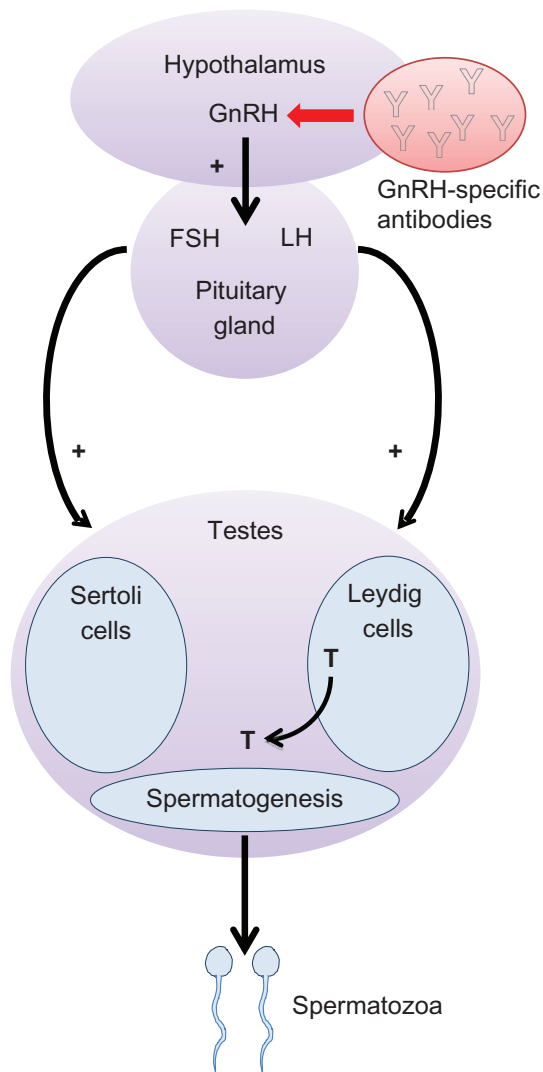 Hypothalamus
GnRH
+
GnRH-specific
antibodies
FSH LH
Pituitary
gland
+ +
Testes
Sertoli
cells
Leydig
cells
T
T
Spermatogenesis
Spermatozoa